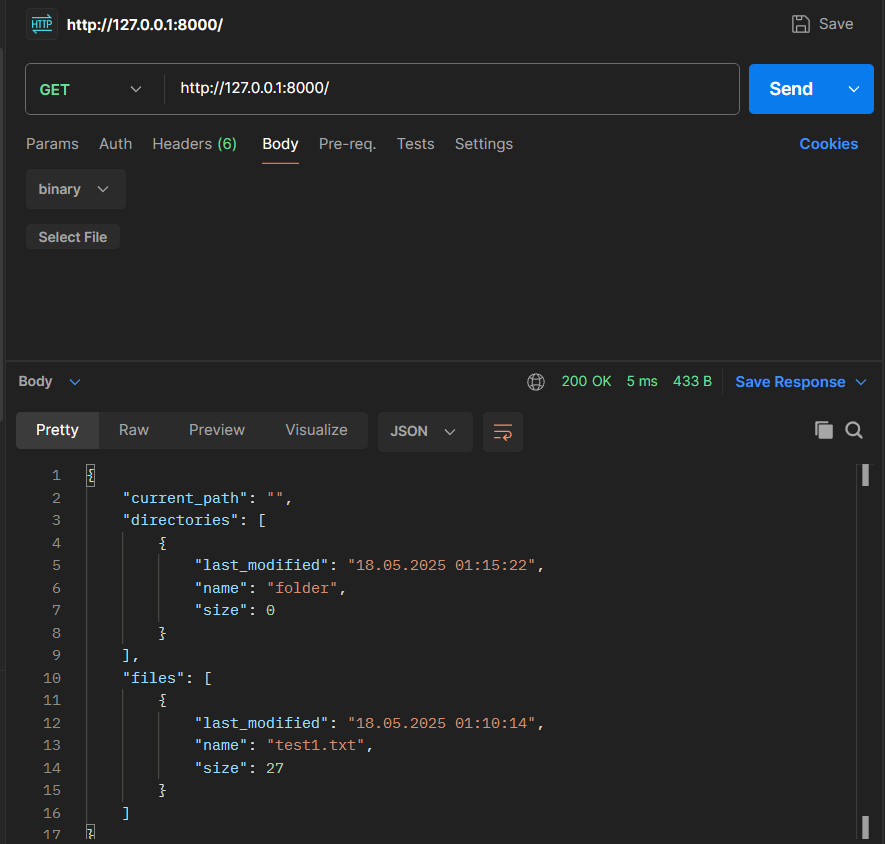 HTTP http://127.0.0.1:8000/ Save
GET http://127.0.0.1:8000/ Send
Params Auth Headers (6) Body Pre-req. Tests Settings Cookies
binary
Select File
Body 200 OK 5 ms 433 B Save Response
Pretty Raw Preview Visualize JSON
1 {
2 "current_path": "",
3 "directories": [
4 {
5 "last_modified": "18.05.2025 01:15:22",
6 "name": "folder",
7 "size": 0
8 }
9 ],
10 "files": [
11 {
12 "last_modified": "18.05.2025 01:10:14",
13 "name": "test1.txt",
14 "size": 27
15 }
16 ]
17 }